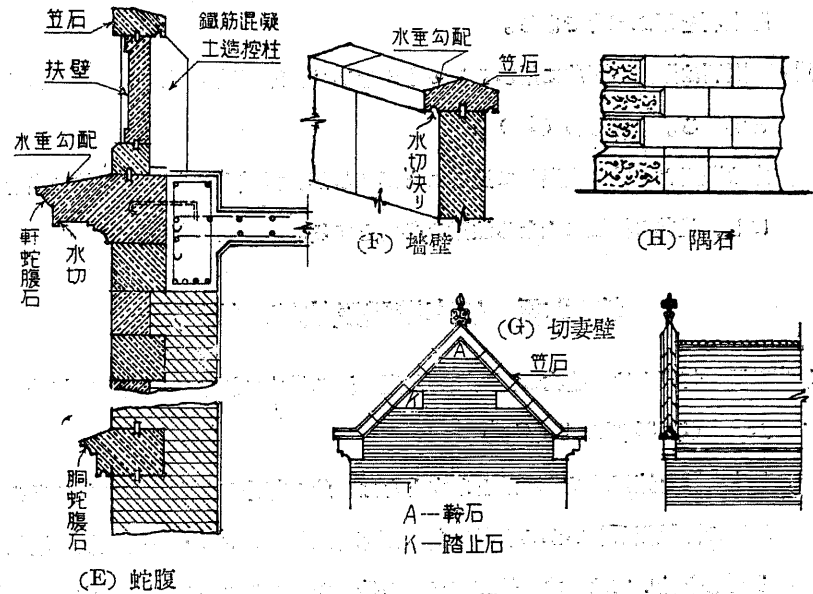 笠石
鐵筋混凝
土造控柱
扶壁
水垂勾配
軒蛇腹石
水切
胴蛇腹石
(E) 蛇腹
水垂勾配
笠石
水切決り
(F) 墻壁
(H) 隅石
(G) 切妻壁
笠石
A
K
A—鞍石
K—踏止石